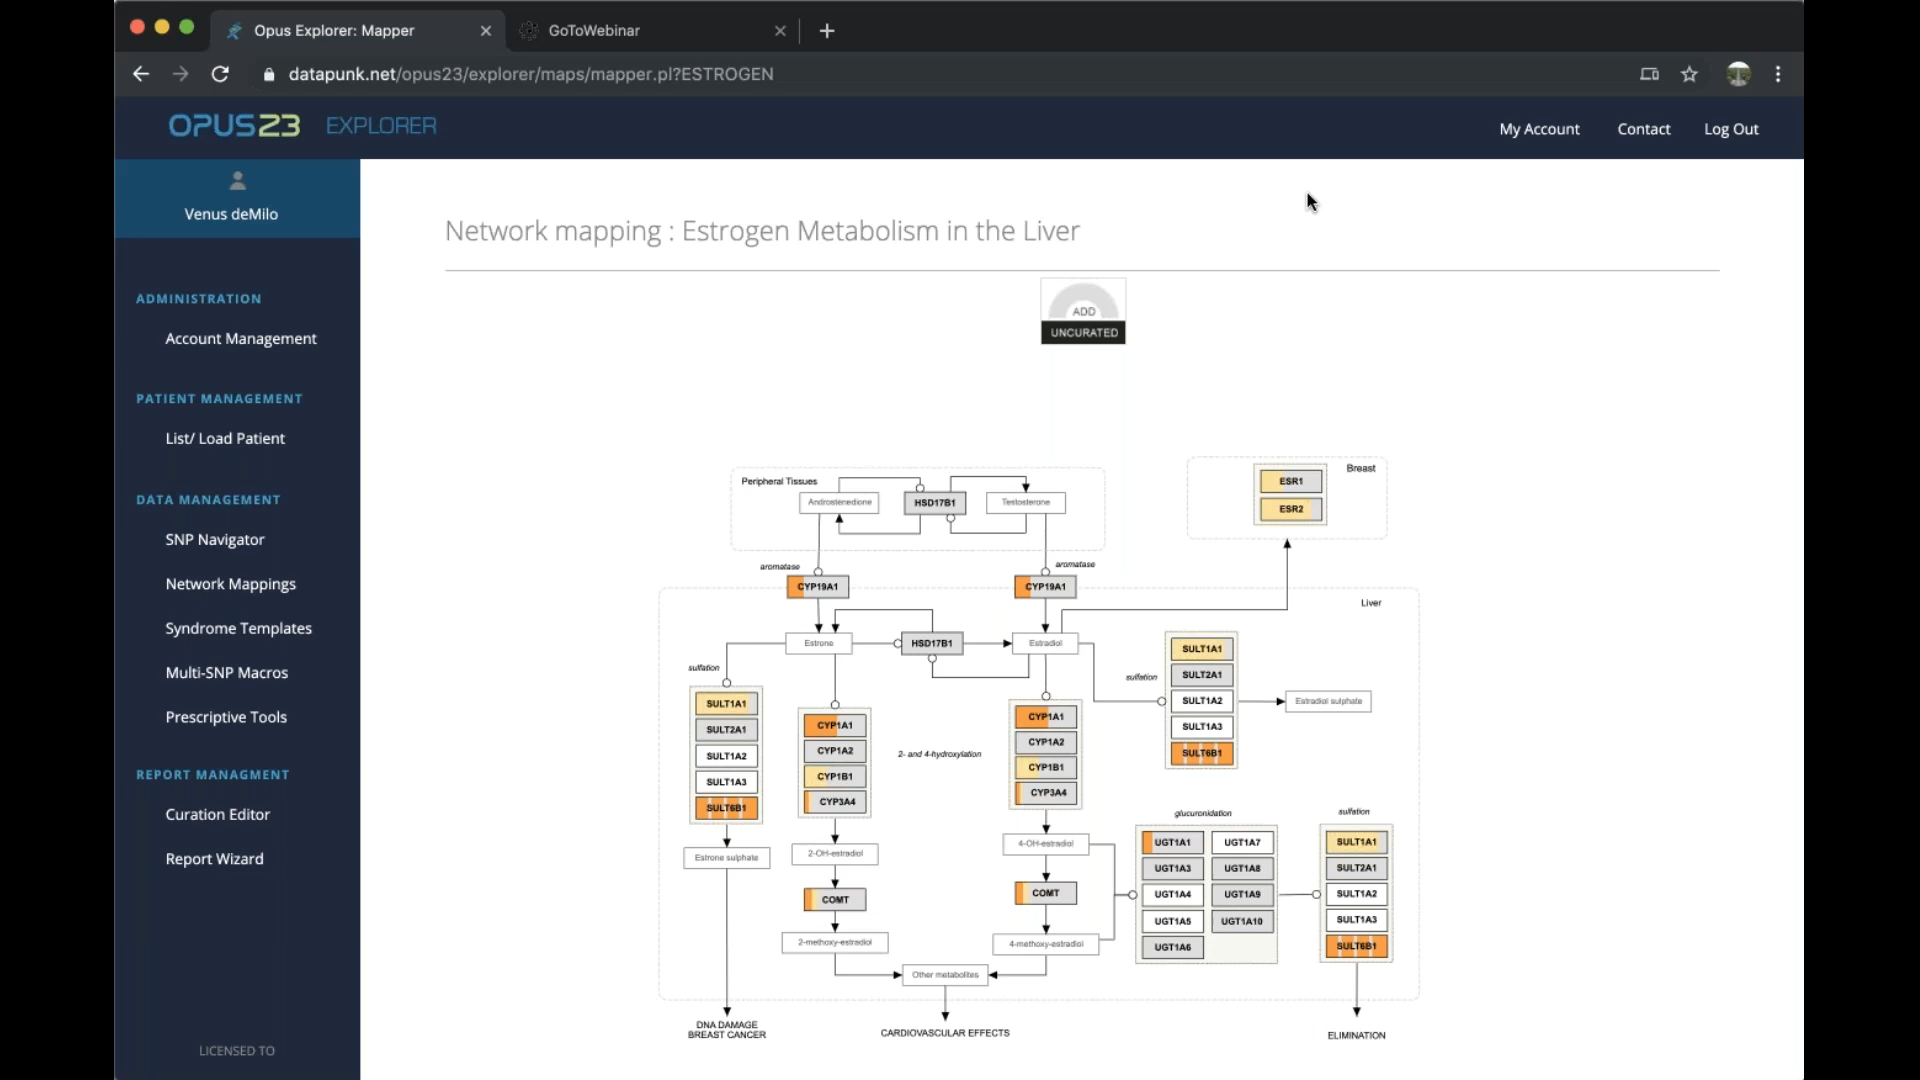 Opus Explorer: Mapper
GoToWebinar
datapunk.net/opus23/explorer/maps/mapper.pl?ESTROGEN
OPUS23 EXPLORER
My Account
Contact
Log Out
Venus deMilo
ADMINISTRATION
Account Management
PATIENT MANAGEMENT
List/ Load Patient
DATA MANAGEMENT
SNP Navigator
Network Mappings
Syndrome Templates
Multi-SNP Macros
Prescriptive Tools
REPORT MANAGMENT
Curation Editor
Report Wizard
LICENSED TO
Network mapping : Estrogen Metabolism in the Liver
ADD
UNCURATED
Peripheral Tissues
Androstenedione
HSD17B1
Testosterone
Breast
ESR1
ESR2
aromatase
CYP19A1
aromatase
CYP19A1
Liver
Estrone
HSD17B1
Estradiol
sulfation
SULT1A1
SULT2A1
SULT1A2
SULT1A3
SULT6B1
Estrone sulphate
CYP1A1
CYP1A2
CYP1B1
CYP3A4
2- and 4-hydroxylation
CYP1A1
CYP1A2
CYP1B1
CYP3A4
sulfation
SULT1A1
SULT2A1
SULT1A2
SULT1A3
SULT6B1
Estradiol sulphate
2-OH-estradiol
COMT
2-methoxy-estradiol
4-OH-estradiol
COMT
4-methoxy-estradiol
Other metabolites
glucuronidation
UGT1A1
UGT1A3
UGT1A4
UGT1A5
UGT1A6
UGT1A7
UGT1A8
UGT1A9
UGT1A10
sulfation
SULT1A1
SULT2A1
SULT1A2
SULT1A3
SULT6B1
DNA DAMAGE
BREAST CANCER
CARDIOVASCULAR EFFECTS
ELIMINATION